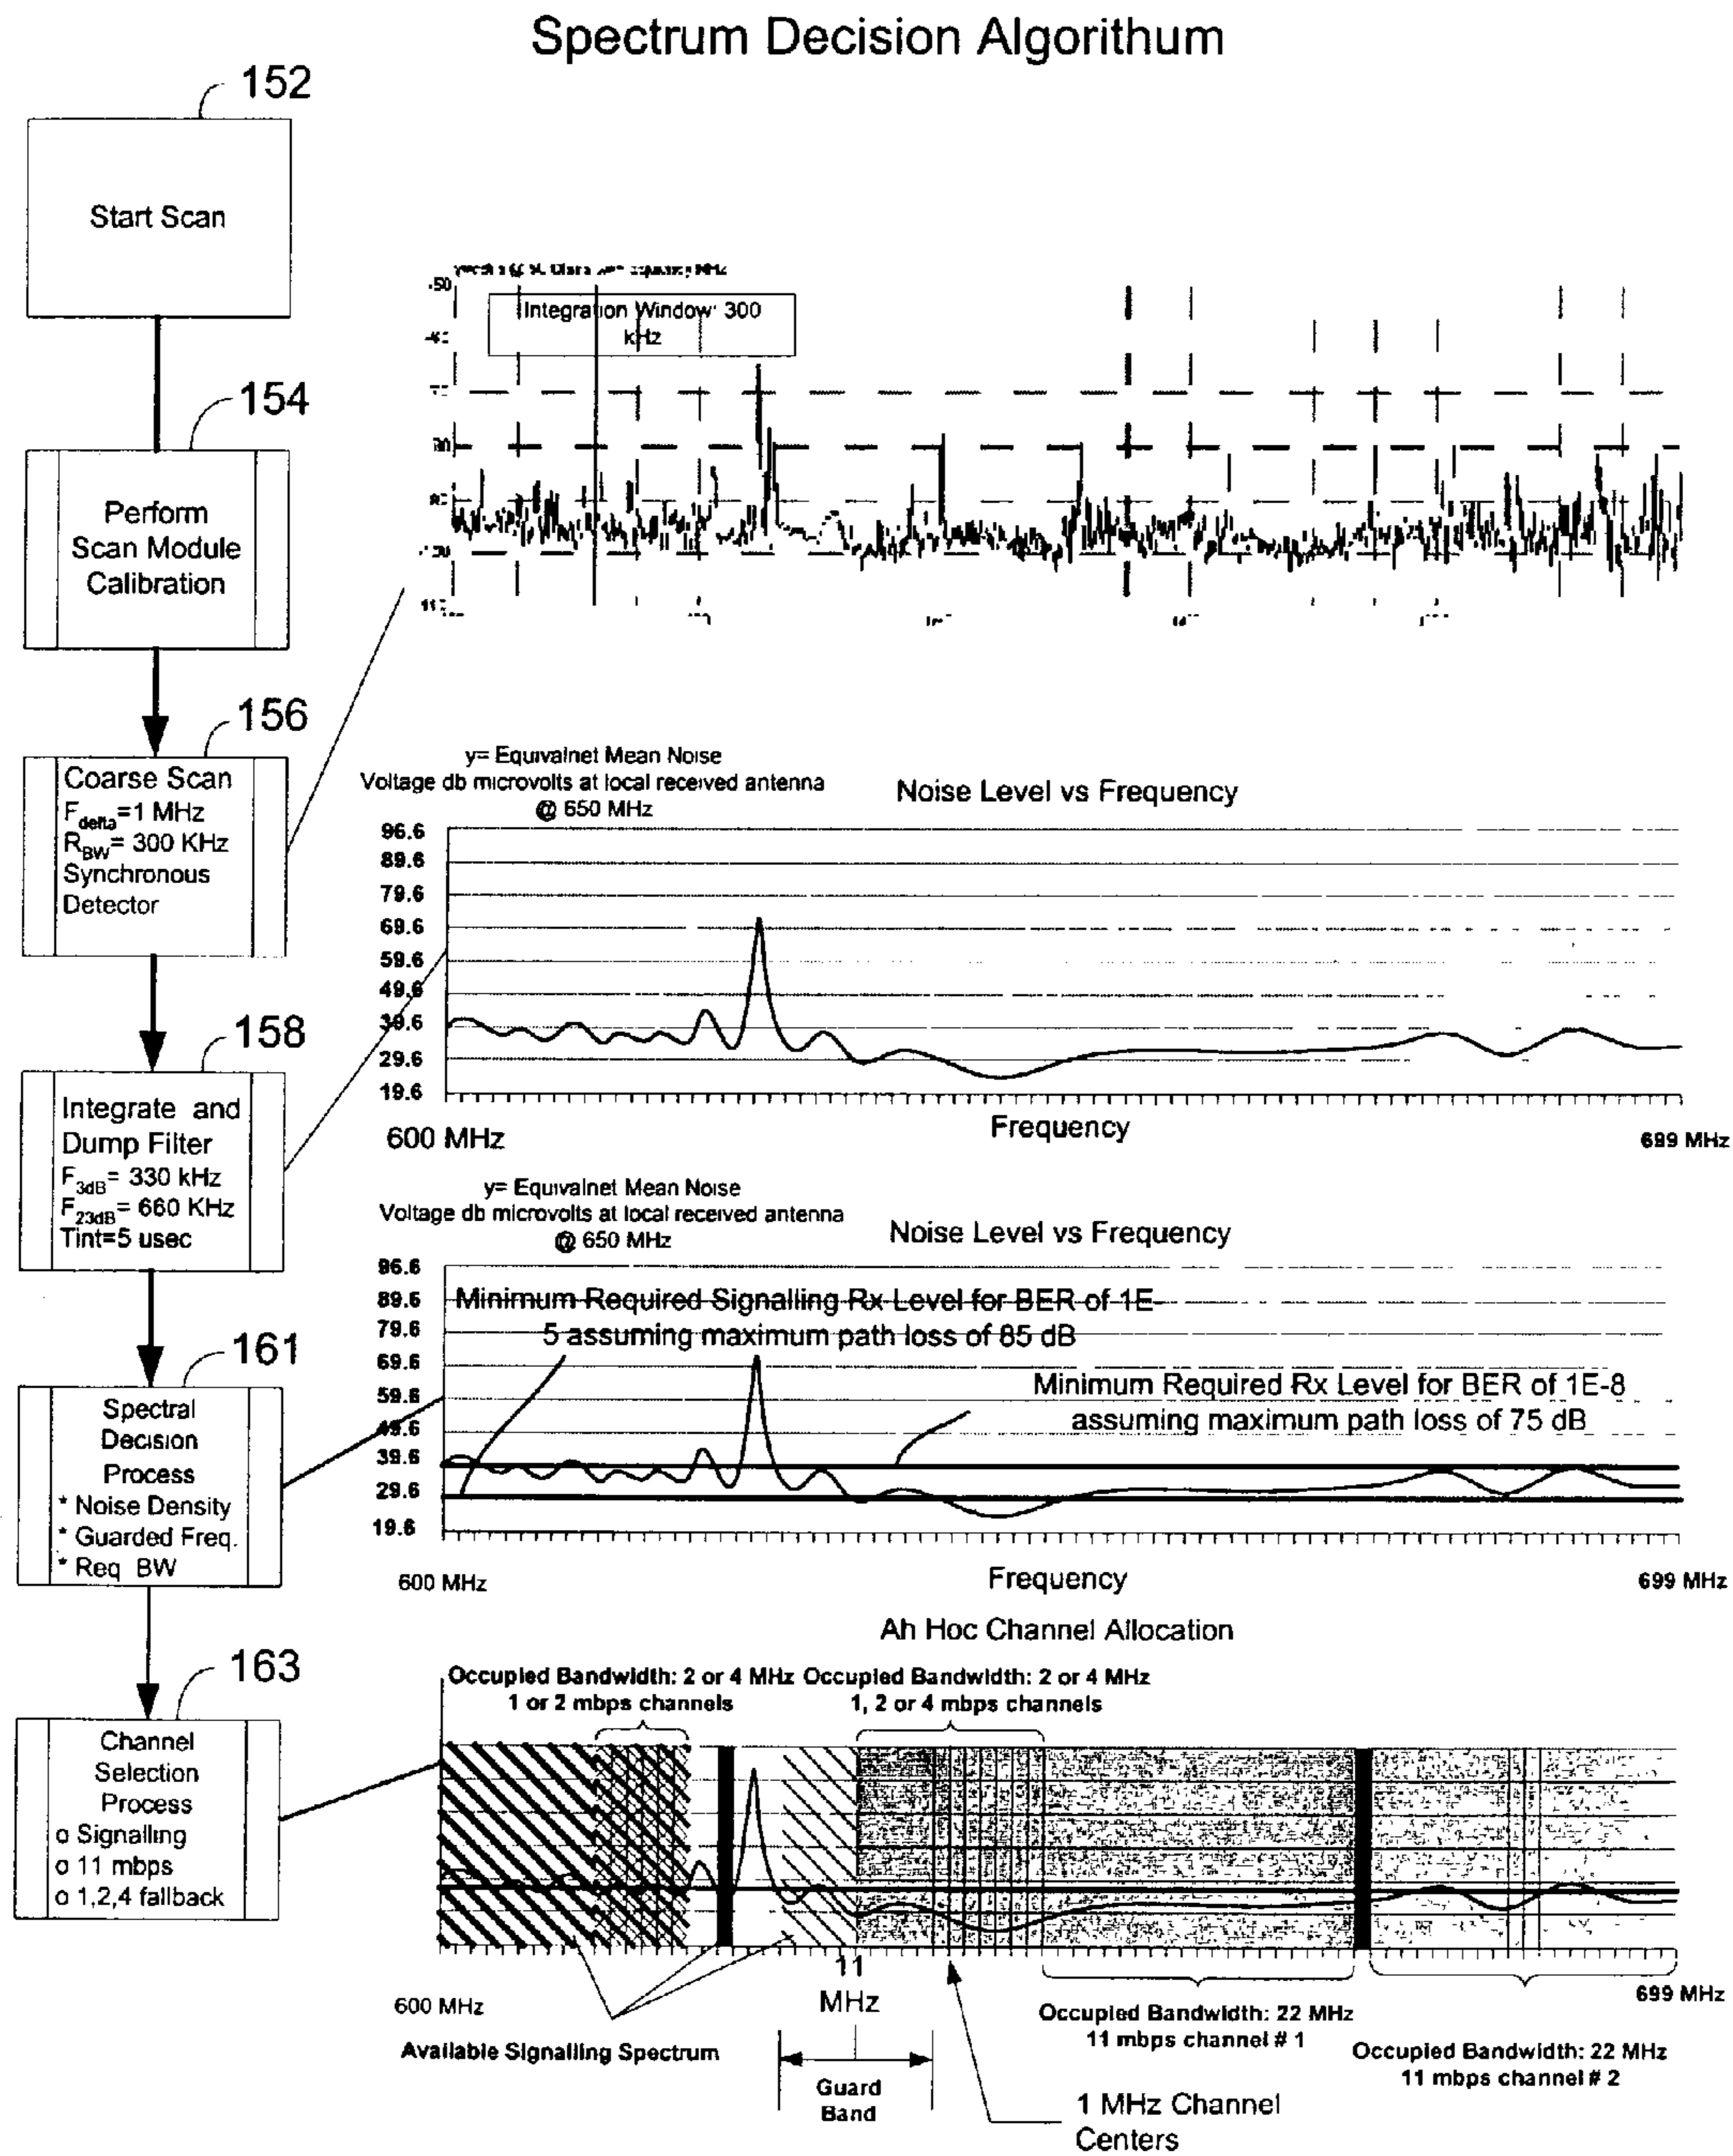 Spectrum Decision Algorithum
152
Start Scan
154
Perform
Scan Module
Calibration
156
Coarse Scan
Fdelta=1 MHz
RBW= 300 KHz
Synchronous
Detector
158
Integrate and
Dump Filter
F3dB= 330 kHz
F23dB= 660 KHz
Tint=5 usec
161
Spectral
Decision
Process
* Noise Density
* Guarded Freq.
* Req BW
163
Channel
Selection
Process
o Signalling
o 11 mbps
o 1,2,4 fallback
Integration Window: 300
kHz
y= Equivalnet Mean Noise
Voltage db microvolts at local received antenna
@ 650 MHz
Noise Level vs Frequency
96.6
89.6
79.6
69.6
59.6
49.6
39.6
29.6
19.6
600 MHz
Frequency
699 MHz
y= Equivalnet Mean Noise
Voltage db microvolts at local received antenna
@ 650 MHz
Noise Level vs Frequency
96.6
89.6
79.6
69.6
59.6
49.6
39.6
29.6
19.6
Minimum Required Signalling Rx Level for BER of 1E-
5 assuming maximum path loss of 85 dB
Minimum Required Rx Level for BER of 1E-8
assuming maximum path loss of 75 dB
600 MHz
Frequency
699 MHz
Ah Hoc Channel Allocation
Occupied Bandwidth: 2 or 4 MHz
1 or 2 mbps channels
Occupied Bandwidth: 2 or 4 MHz
1, 2 or 4 mbps channels
600 MHz
11
MHz
699 MHz
Available Signalling Spectrum
Guard
Band
Occupied Bandwidth: 22 MHz
11 mbps channel # 1
Occupied Bandwidth: 22 MHz
11 mbps channel # 2
1 MHz Channel
Centers